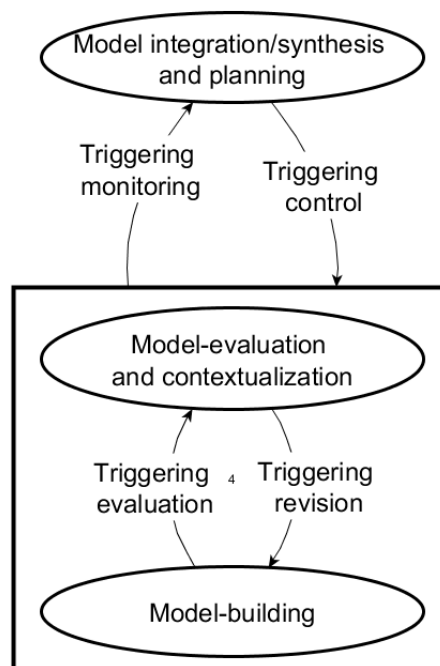 Model integration/synthesis
and planning
Triggering
monitoring
Triggering
control
Model-evaluation
and contextualization
Triggering
evaluation
4
Triggering
revision
Model-building